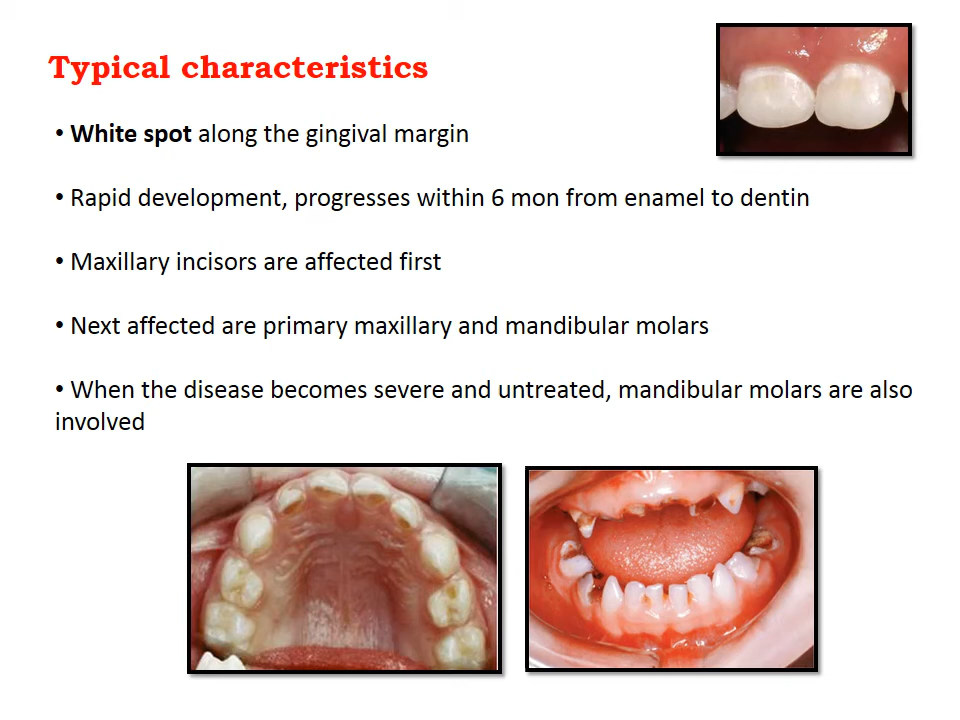 Typical characteristics
• White spot along the gingival margin
• Rapid development, progresses within 6 mon from enamel to dentin
• Maxillary incisors are affected first
• Next affected are primary maxillary and mandibular molars
• When the disease becomes severe and untreated, mandibular molars are also
involved